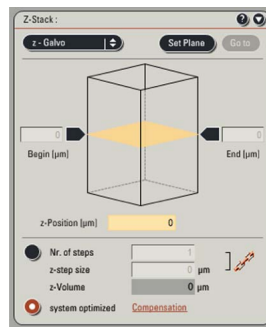 Z-Stack :
z - Galvo
Set Plane
Go to
0
0
Begin [µm]
End [µm]
z-Position [µm]
0
Nr. of steps
1
z-step size
0
µm
z-Volume
0 µm
system optimized
Compensation